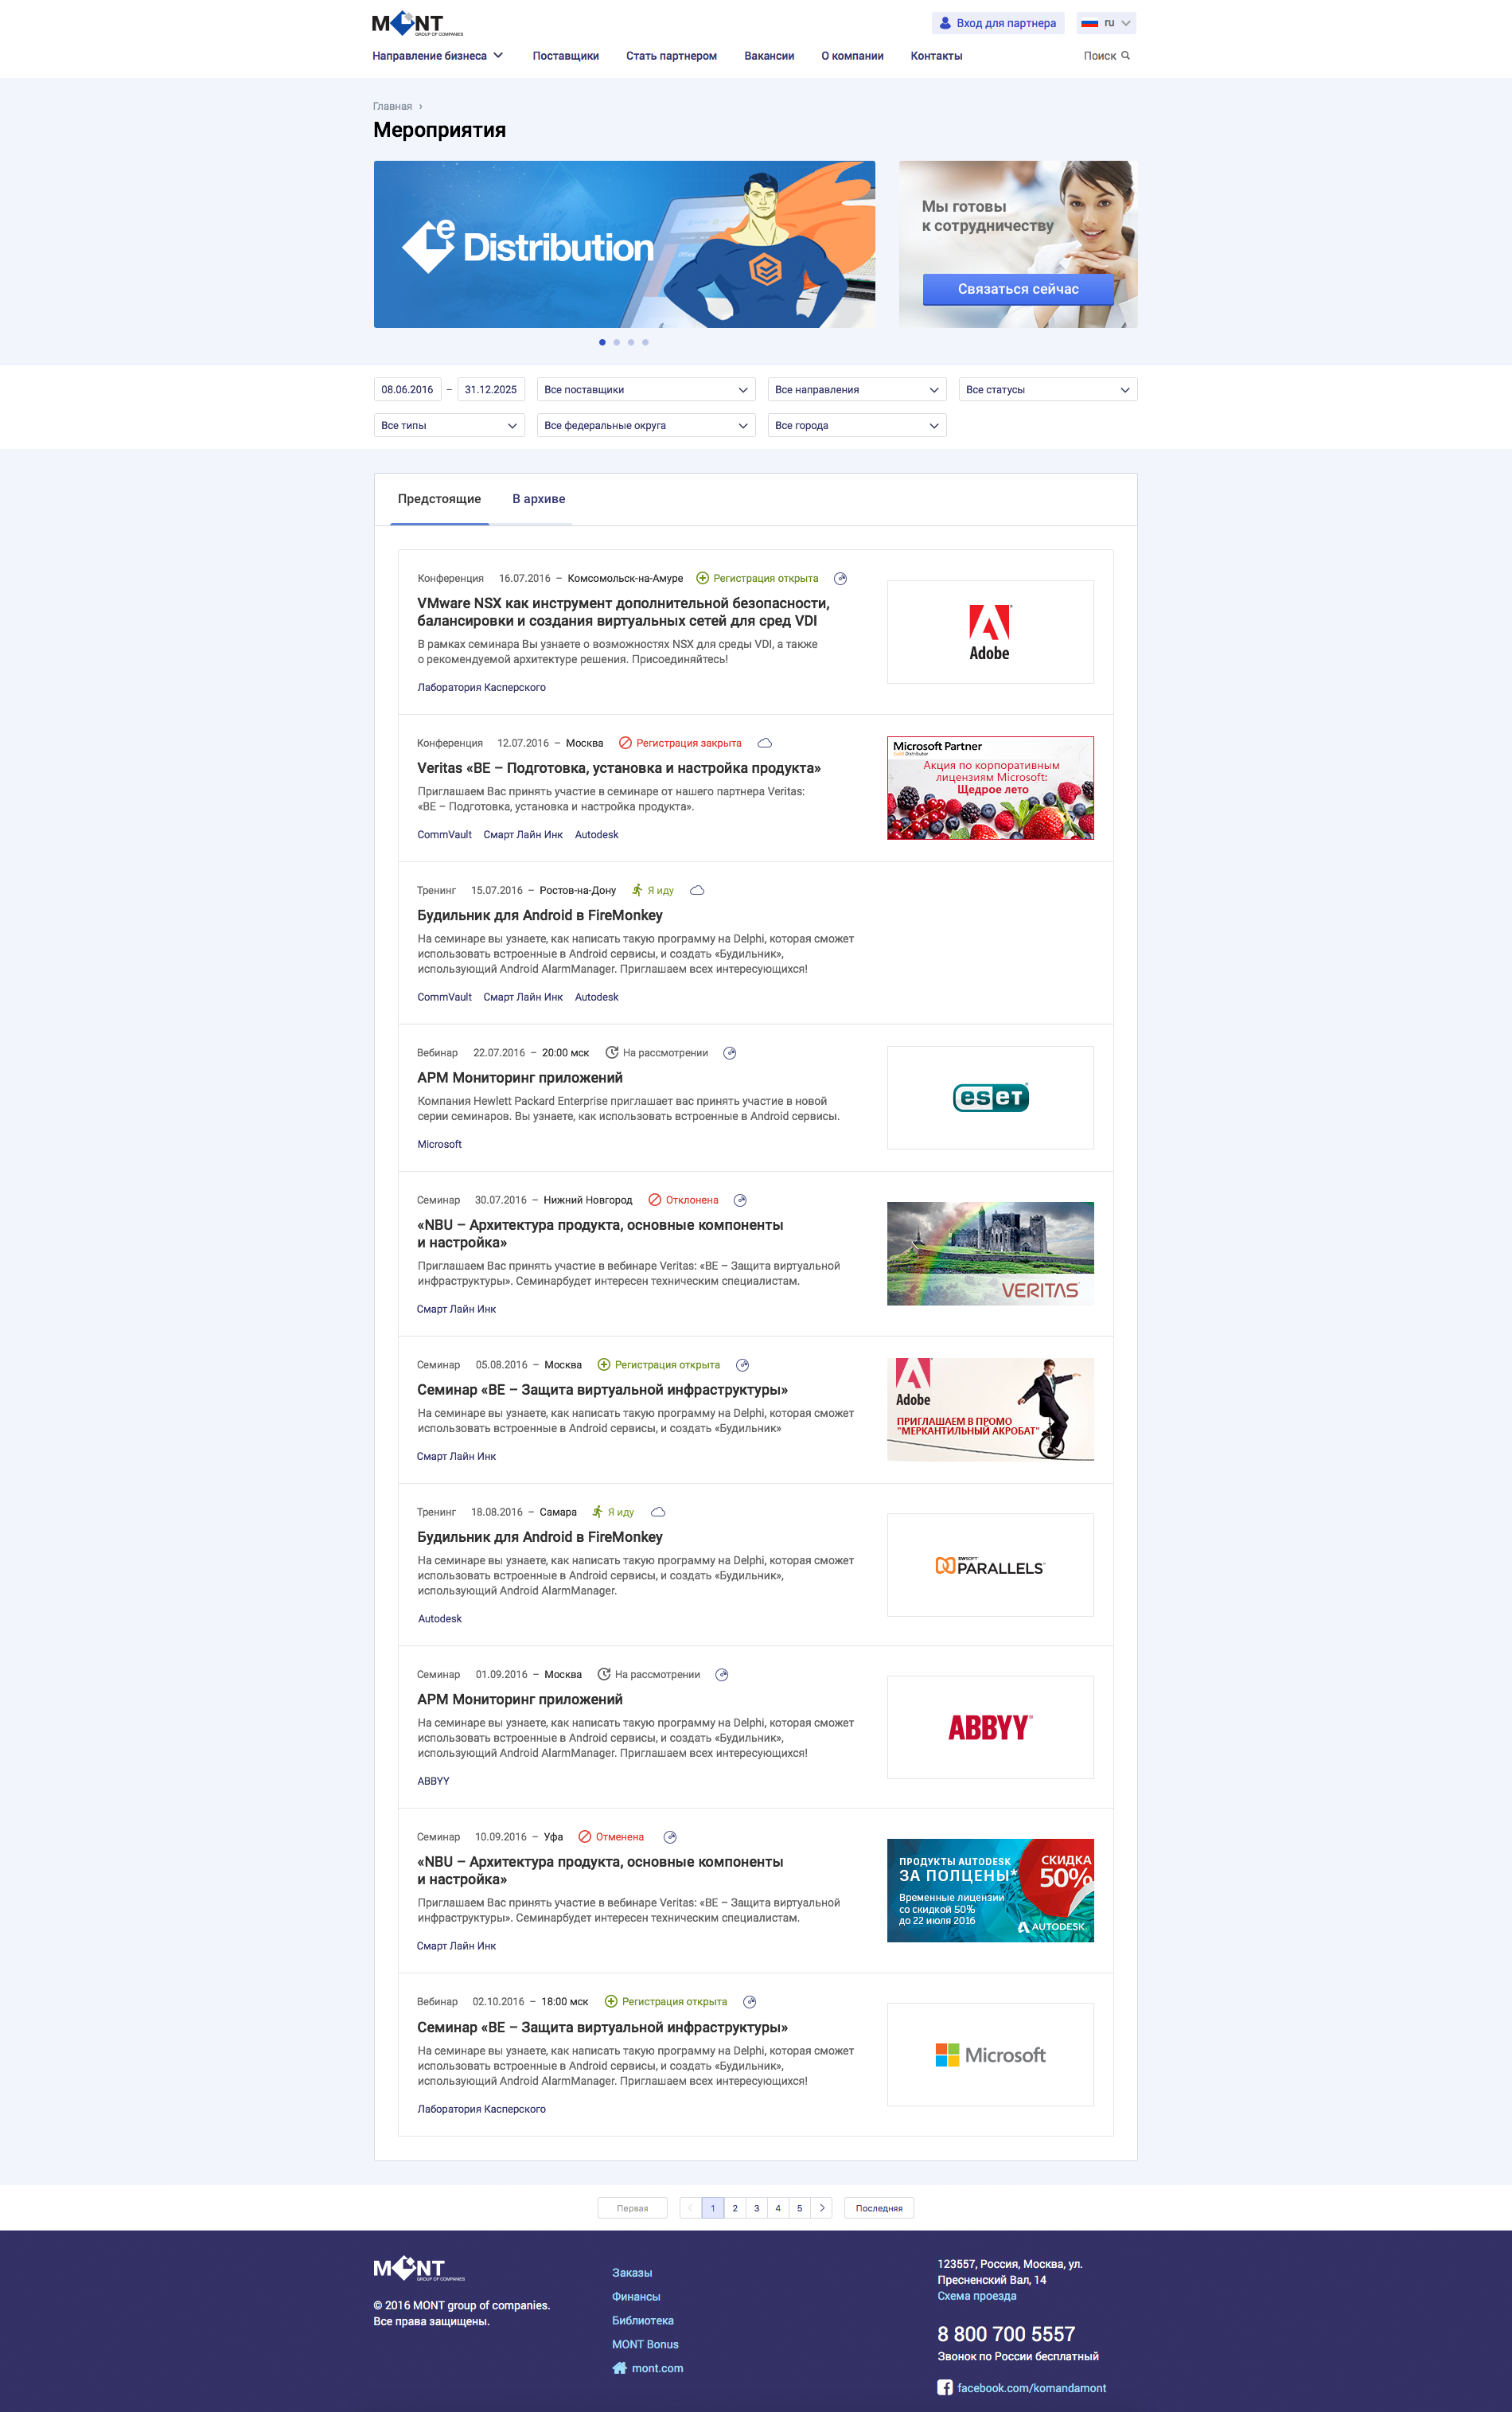 MONT
GROUP OF COMPANIES
Вход для партнера
ru
Направление бизнеса
Поставщики
Стать партнером
Вакансии
О компании
Контакты
Поиск
Главная ›
Мероприятия
e Distribution
Мы готовы
к сотрудничеству
Связаться сейчас
08.06.2016 – 31.12.2025
Все поставщики
Все направления
Все статусы
Все типы
Все федеральные округа
Все города
Предстоящие
В архиве
Конференция 16.07.2016 – Комсомольск-на-Амуре Регистрация открыта
VMware NSX как инструмент дополнительной безопасности,
балансировки и создания виртуальных сетей для сред VDI
В рамках семинара Вы узнаете о возможностях NSX для среды VDI, а также
о рекомендуемой архитектуре решения. Присоединяйтесь!
Лаборатория Касперского
Adobe
Конференция 12.07.2016 – Москва Регистрация закрыта
Veritas «BE – Подготовка, установка и настройка продукта»
Приглашаем Вас принять участие в семинаре от нашего партнера Veritas:
«BE – Подготовка, установка и настройка продукта».
CommVault Смарт Лайн Инк Autodesk
Microsoft Partner
Distributor
Акция по корпоративным
лицензиям Microsoft:
Щедрое лето
Тренинг 15.07.2016 – Ростов-на-Дону Я иду
Будильник для Android в FireMonkey
На семинаре вы узнаете, как написать такую программу на Delphi, которая сможет
использовать встроенные в Android сервисы, и создать «Будильник»,
использующий Android AlarmManager. Приглашаем всех интересующихся!
CommVault Смарт Лайн Инк Autodesk
Вебинар 22.07.2016 – 20:00 мск На рассмотрении
APM Мониторинг приложений
Компания Hewlett Packard Enterprise приглашает вас принять участие в новой
серии семинаров. Вы узнаете, как использовать встроенные в Android сервисы.
Microsoft
eset
Семинар 30.07.2016 – Нижний Новгород Отклонена
«NBU – Архитектура продукта, основные компоненты
и настройка»
Приглашаем Вас принять участие в вебинаре Veritas: «BE – Защита виртуальной
инфраструктуры». Семинарбудет интересен техническим специалистам.
Смарт Лайн Инк
VERITAS
Семинар 05.08.2016 – Москва Регистрация открыта
Семинар «BE – Защита виртуальной инфраструктуры»
На семинаре вы узнаете, как написать такую программу на Delphi, которая сможет
использовать встроенные в Android сервисы, и создать «Будильник»
Смарт Лайн Инк
Adobe
ПРИГЛАШАЕМ В ПРОМО
"МЕРКАНТИЛЬНЫЙ АКРОБАТ"
Тренинг 18.08.2016 – Самара Я иду
Будильник для Android в FireMonkey
На семинаре вы узнаете, как написать такую программу на Delphi, которая сможет
использовать встроенные в Android сервисы, и создать «Будильник»,
использующий Android AlarmManager.
Autodesk
SWsoft
PARALLELS™
Семинар 01.09.2016 – Москва На рассмотрении
APM Мониторинг приложений
На семинаре вы узнаете, как написать такую программу на Delphi, которая сможет
использовать встроенные в Android сервисы, и создать «Будильник»,
использующий Android AlarmManager. Приглашаем всех интересующихся!
ABBYY
ABBYY®
Семинар 10.09.2016 – Уфа Отменена
«NBU – Архитектура продукта, основные компоненты
и настройка»
Приглашаем Вас принять участие в вебинаре Veritas: «BE – Защита виртуальной
инфраструктуры». Семинарбудет интересен техническим специалистам.
Смарт Лайн Инк
ПРОДУКТЫ AUTODESK
ЗА ПОЛЦЕНЫ*
СКИДКА
50%
Временные лицензии
со скидкой 50%
до 22 июля 2016
AUTODESK.
Вебинар 02.10.2016 – 18:00 мск Регистрация открыта
Семинар «BE – Защита виртуальной инфраструктуры»
На семинаре вы узнаете, как написать такую программу на Delphi, которая сможет
использовать встроенные в Android сервисы, и создать «Будильник»,
использующий Android AlarmManager. Приглашаем всех интересующихся!
Лаборатория Касперского
Microsoft
Первая 1 2 3 4 5 Последняя
MONT
GROUP OF COMPANIES
© 2016 MONT group of companies.
Все права защищены.
Заказы
Финансы
Библиотека
MONT Bonus
mont.com
123557, Россия, Москва, ул.
Пресненский Вал, 14
Схема проезда
8 800 700 5557
Звонок по России бесплатный
facebook.com/komandamont